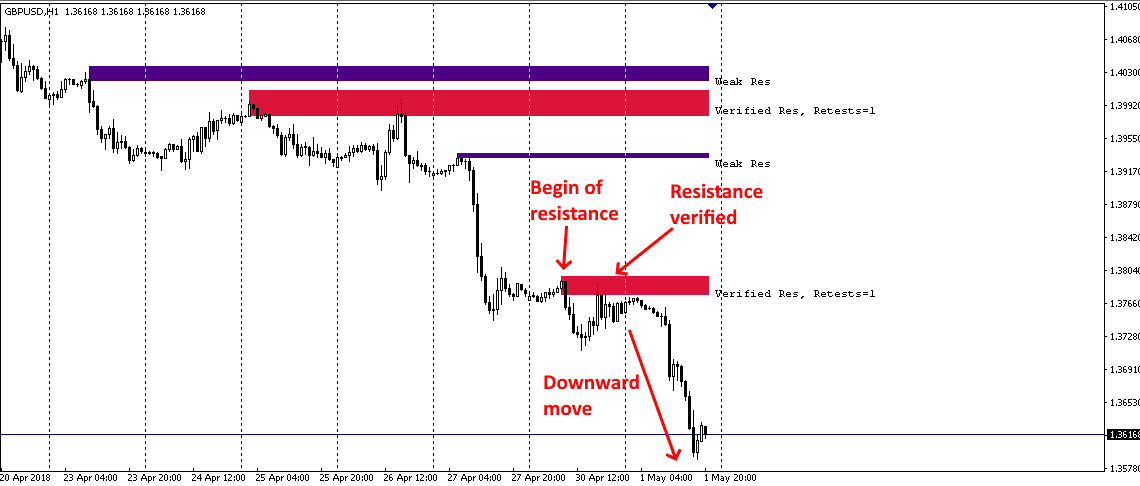 GBPUSD,H1 1.36168 1.36168 1.36168 1.36168
1.41050
1.40680
1.40300
Weak Res
1.39920
Verified Res, Retests=1
1.39550
Weak Res
1.39170
Begin of
resistance
Resistance
verified
1.38790
1.38420
1.38040
Verified Res, Retests=1
1.37660
1.37280
1.36910
Downward
move
1.36530
1.36168
1.35780
20 Apr 2018
23 Apr 04:00
23 Apr 20:00
24 Apr 12:00
25 Apr 04:00
25 Apr 20:00
26 Apr 12:00
27 Apr 04:00
27 Apr 20:00
30 Apr 12:00
1 May 04:00
1 May 20:00